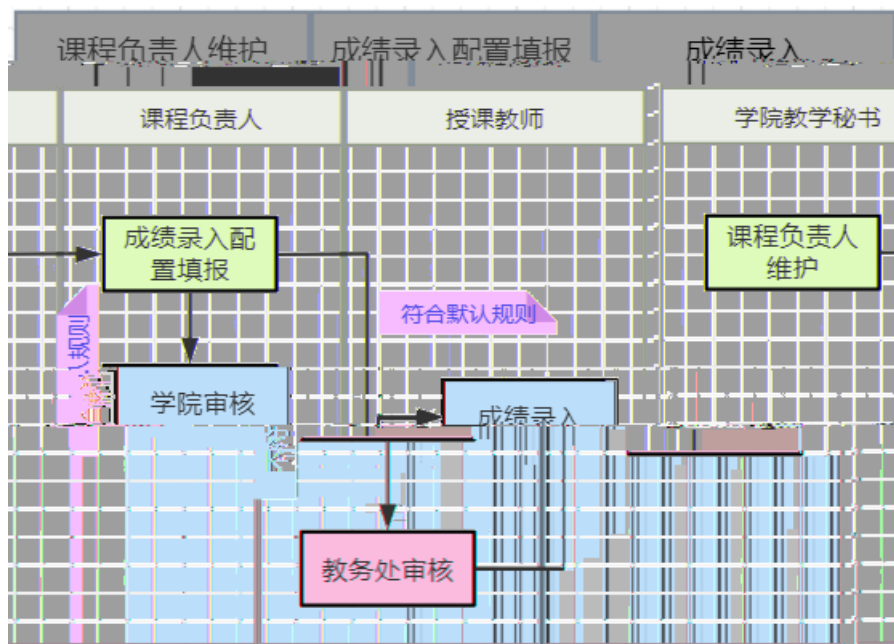 课程负责人维护
成绩录入配置填报
成绩录入
课程负责人
授课教师
学院教学秘书
成绩录入配
置填报
课程负责人
维护
符合默认规则
人规则
学院审核
成绩录入
教务处审核